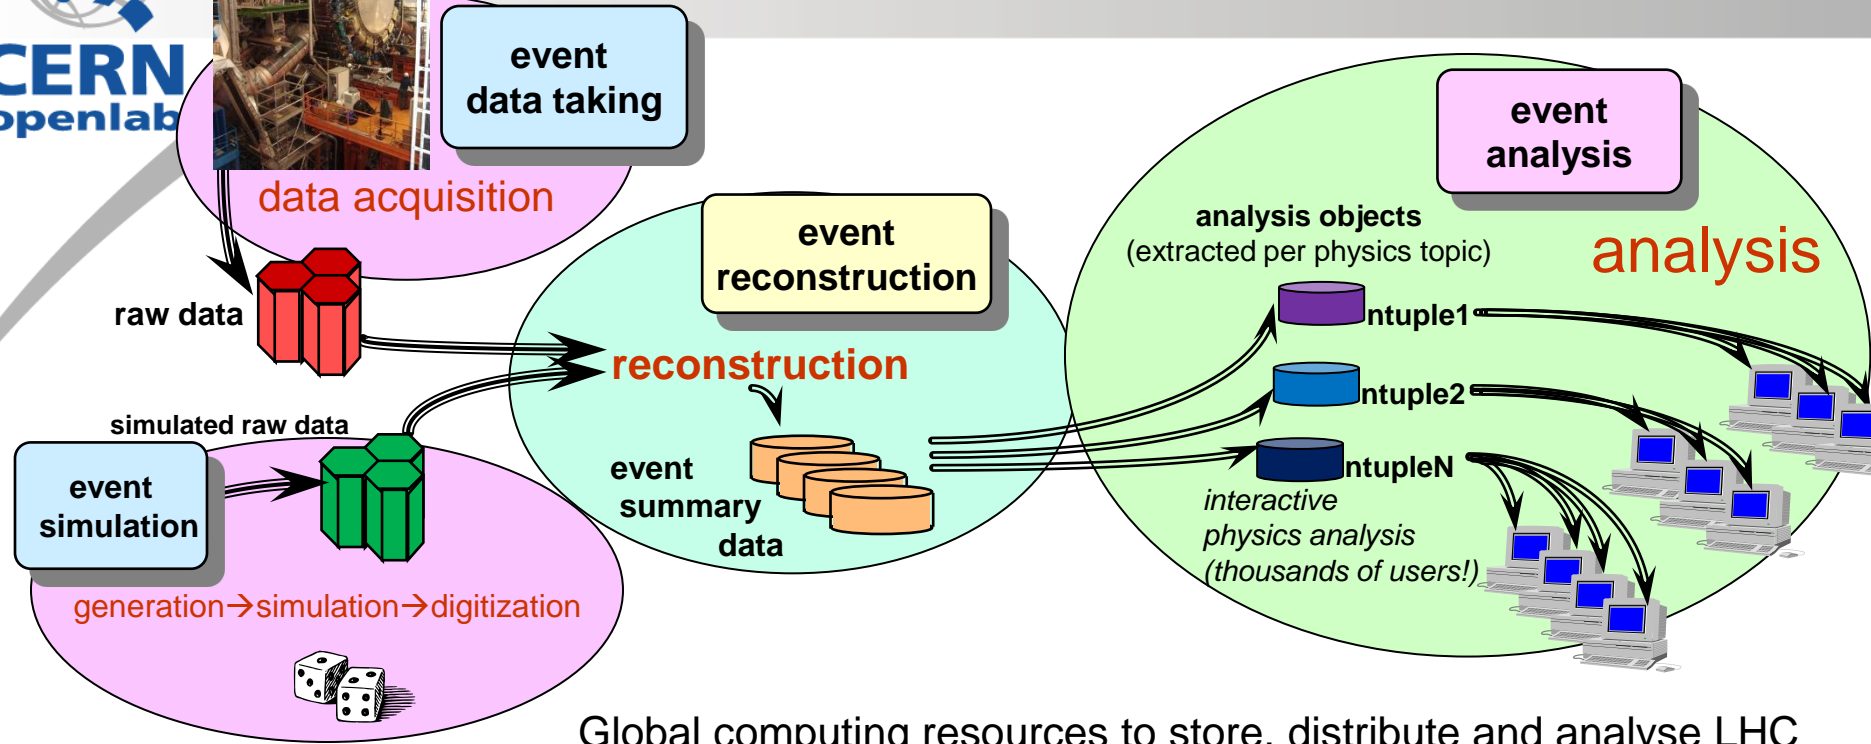 CERN
openlab
event
data taking
data acquisition
raw data
simulated raw data
event
simulation
generation→simulation→digitization
event
reconstruction
reconstruction
event
summary
data
event
analysis
analysis
analysis objects
(extracted per physics topic)
ntuple1
ntuple2
ntupleN
interactive
physics analysis
(thousands of users!)
Global computing resources to store, distribute and analyse LHC